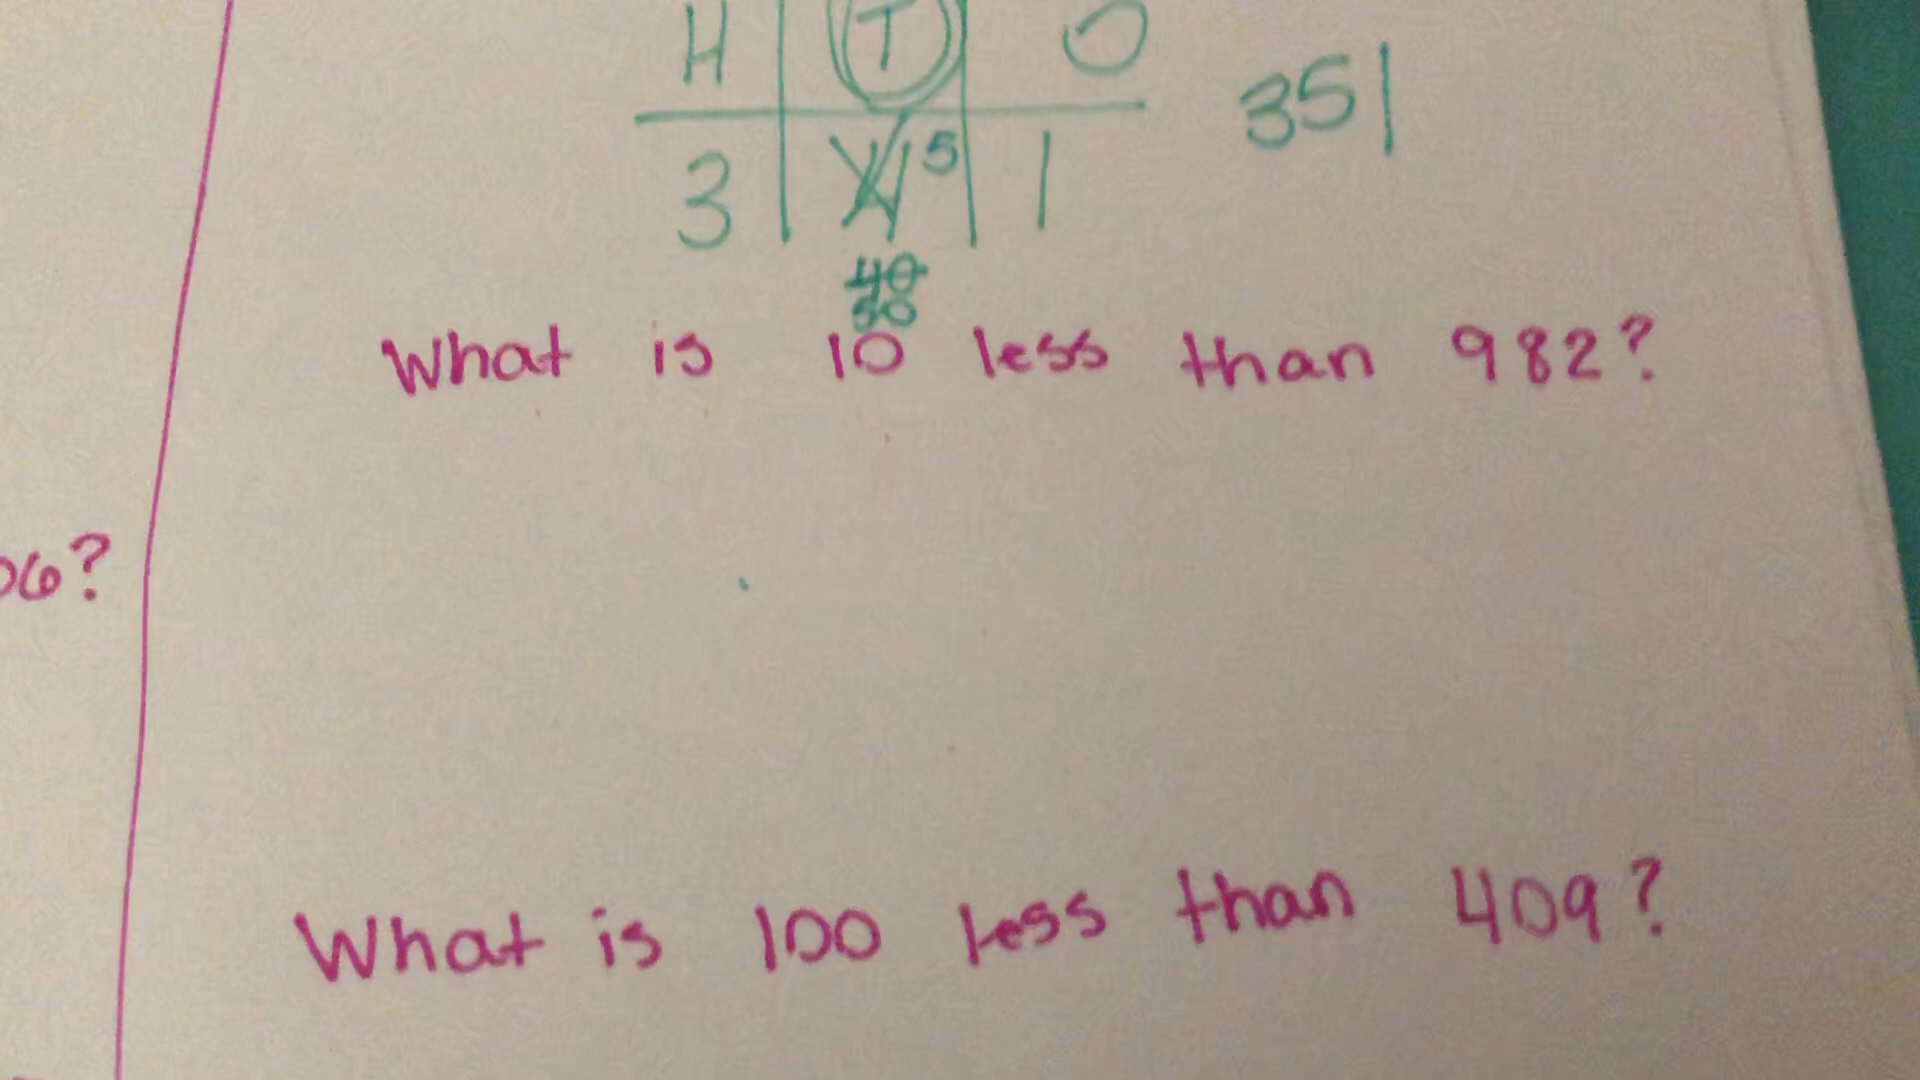 H T O
3 4 5 1 351
40
50
What is 10 less than 982?
06?
What is 100 less than 409?